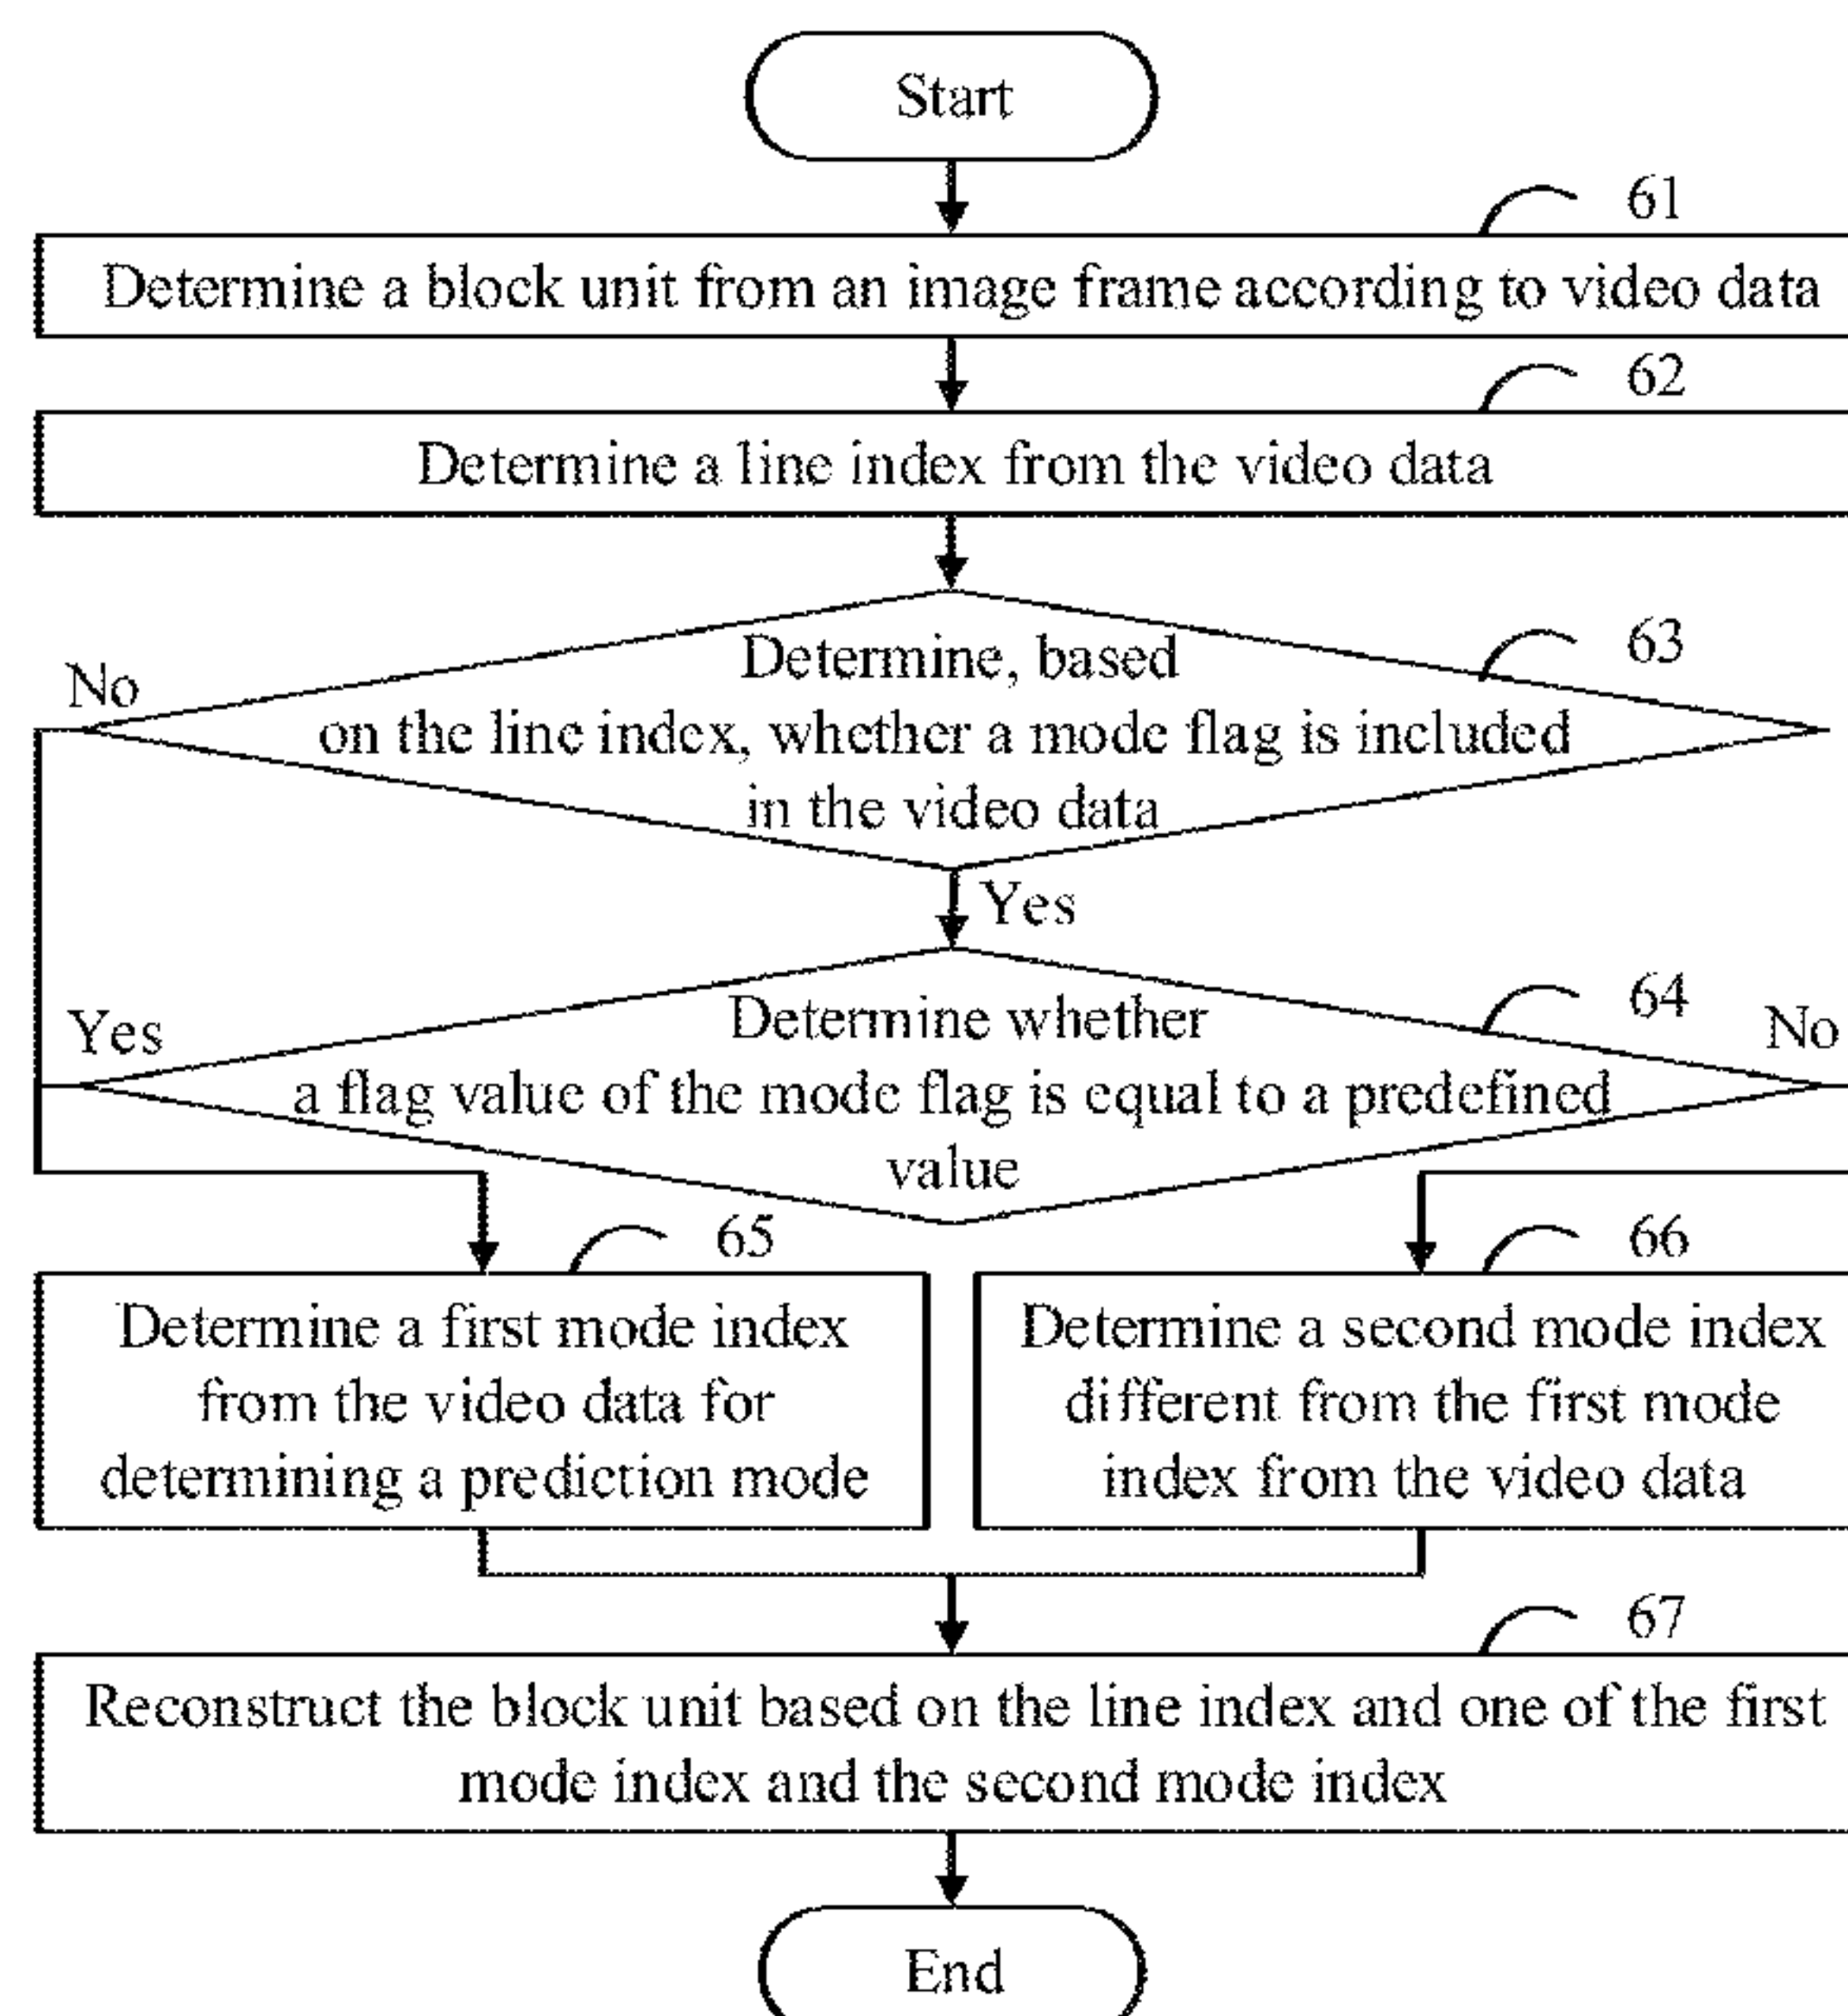 Start
61
Determine a block unit from an image frame according to video data
62
Determine a line index from the video data
63
Determine, based
No
on the line index, whether a mode flag is included
in the video data
Yes
64
Determine whether
Yes
No
a flag value of the mode flag is equal to a predefined
value
65
Determine a first mode index
from the video data for
determining a prediction mode
66
Determine a second mode index
different from the first mode
index from the video data
67
Reconstruct the block unit based on the line index and one of the first
mode index and the second mode index
End